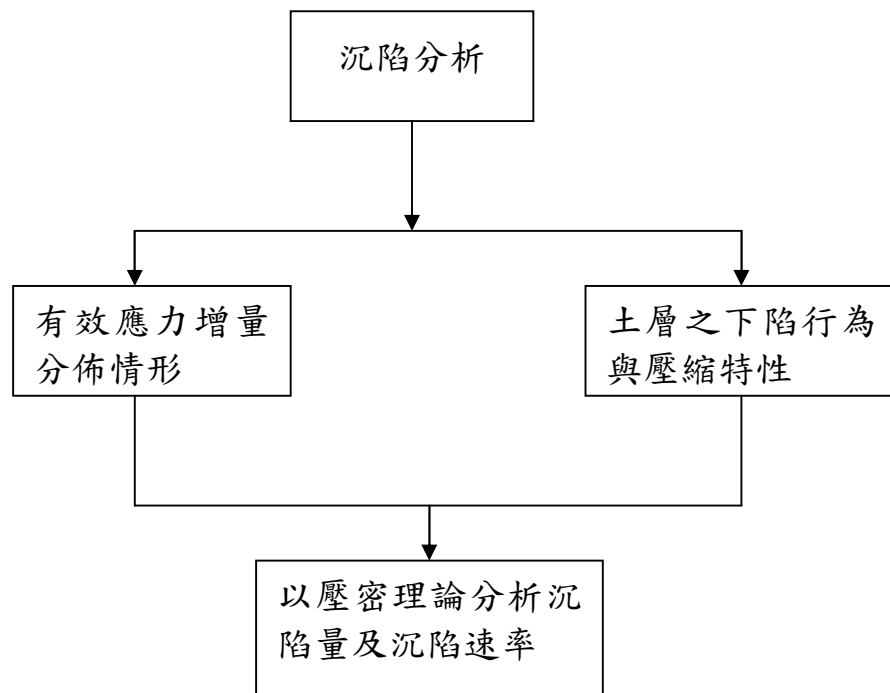 沉陷分析
有效應力增量
分佈情形
土層之下陷行為
與壓縮特性
以壓密理論分析沉
陷量及沉陷速率